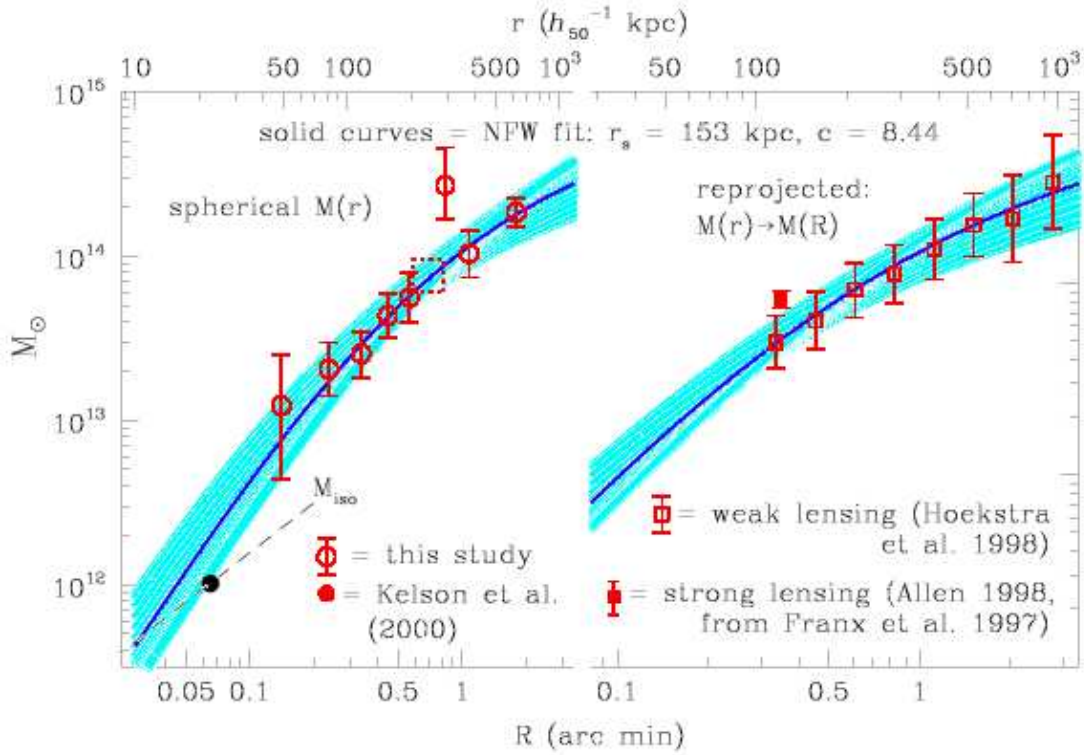 r (h₅₀⁻¹ kpc)
10 50 100 500 10³ 50 100 500 10³
10¹⁵
solid curves = NFW fit: rₛ = 153 kpc, c = 8.44
spherical M(r)
reprojected:
M(r)→M(R)
10¹⁴
M⊙
10¹³
M_iso
= this study
= Kelson et al.
(2000)
= weak lensing (Hoekstra
et al. 1998)
= strong lensing (Allen 1998,
from Franx et al. 1997)
10¹²
0.05 0.1 0.5 1 0.1 0.5 1
R (arc min)